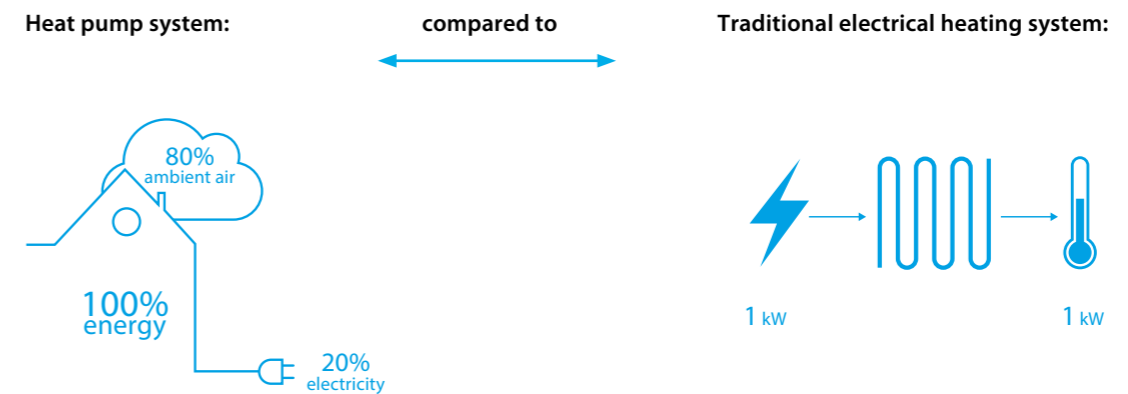 Heat pump system:
compared to
Traditional electrical heating system:
80%
ambient air
100%
energy
20%
electricity
1 kW
1 kW